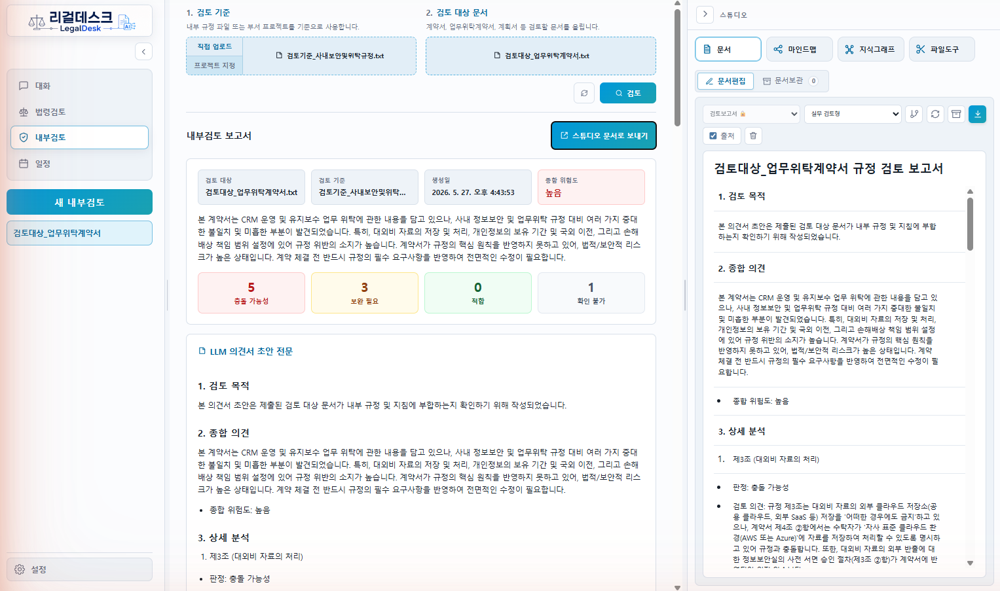 리걸데스크
LegalDesk
AI
대화
법령검토
내부검토
일정
새 내부검토
검토대상_업무위탁계약서
설정
1. 검토 기준
내부 규정 파일 또는 부서 프로젝트를 기준으로 사용합니다.
직접 업로드
프로젝트 지정
검토기준_사내보안및위탁규정.txt
2. 검토 대상 문서
계약서, 업무위탁계약서, 계획서 등 검토할 문서를 올립니다.
검토대상_업무위탁계약서.txt
검토
내부검토 보고서
스튜디오 문서로 보내기
검토 대상
검토대상_업무위탁계약서.txt
검토 기준
검토기준_사내보안및위탁...
생성일
2026. 5. 27. 오후 4:43:53
종합 위험도
높음
본 계약서는 CRM 운영 및 유지보수 업무 위탁에 관한 내용을 담고 있으나, 사내 정보보안 및 업무위탁 규정 대비 여러 가지 중대
한 불일치 및 미흡한 부분이 발견되었습니다. 특히, 대외비 자료의 저장 및 처리, 개인정보의 보유 기간 및 국외 이전, 그리고 손해
배상 책임 범위 설정에 있어 규정 위반의 소지가 높습니다. 계약서가 규정의 핵심 원칙을 반영하지 못하고 있어, 법적/보안적 리스
크가 높은 상태입니다. 계약 체결 전 반드시 규정의 필수 요구사항을 반영하여 전면적인 수정이 필요합니다.
5
충돌 가능성
3
보완 필요
0
적합
1
확인 불가
LLM 의견서 초안 전문
1. 검토 목적
본 의견서 초안은 제출된 검토 대상 문서가 내부 규정 및 지침에 부합하는지 확인하기 위해 작성되었습니다.
2. 종합 의견
본 계약서는 CRM 운영 및 유지보수 업무 위탁에 관한 내용을 담고 있으나, 사내 정보보안 및 업무위탁 규정 대비 여러 가지 중대
한 불일치 및 미흡한 부분이 발견되었습니다. 특히, 대외비 자료의 저장 및 처리, 개인정보의 보유 기간 및 국외 이전, 그리고 손해
배상 책임 범위 설정에 있어 규정 위반의 소지가 높습니다. 계약서가 규정의 핵심 원칙을 반영하지 못하고 있어, 법적/보안적 리스
크가 높은 상태입니다. 계약 체결 전 반드시 규정의 필수 요구사항을 반영하여 전면적인 수정이 필요합니다.
• 종합 위험도: 높음
3. 상세 분석
1. 제3조 (대외비 자료의 처리)
• 판정: 충돌 가능성
스튜디오
문서
마인드맵
지식그래프
파일도구
문서편집
문서보관 0
검토보고서
실무 검토형
출처
검토대상_업무위탁계약서 규정 검토 보고서
1. 검토 목적
본 의견서 초안은 제출된 검토 대상 문서가 내부 규정 및 지침에 부합
하는지 확인하기 위해 작성되었습니다.
2. 종합 의견
본 계약서는 CRM 운영 및 유지보수 업무 위탁에 관한 내용을 담고 있
으나, 사내 정보보안 및 업무위탁 규정 대비 여러 가지 중대한 불일치
및 미흡한 부분이 발견되었습니다. 특히, 대외비 자료의 저장 및 처리,
개인정보의 보유 기간 및 국외 이전, 그리고 손해배상 책임 범위 설정
에 있어 규정 위반의 소지가 높습니다. 계약서가 규정의 핵심 원칙을
반영하지 못하고 있어, 법적/보안적 리스크가 높은 상태입니다. 계약
체결 전 반드시 규정의 필수 요구사항을 반영하여 전면적인 수정이 필
요합니다.
• 종합 위험도: 높음
3. 상세 분석
1. 제3조 (대외비 자료의 처리)
• 판정: 충돌 가능성
• 검토 의견: 규정 제3조는 대외비 자료의 외부 클라우드 저장소(공
용 클라우드, 외부 SaaS 등) 저장을 '어떠한 경우에도 금지'하고 있
으나, 계약서 제4조 ②항에서는 수탁자가 '자사 표준 클라우드 환
경(AWS 또는 Azure)'에 자료를 저장하여 처리할 수 있도록 명시하
고 있어 규정과 충돌합니다. 또한, 대외비 자료의 외부 반출에 대
한 정보보안실의 사전 서면 승인 절차(제3조 ②항)가 계약서에 반